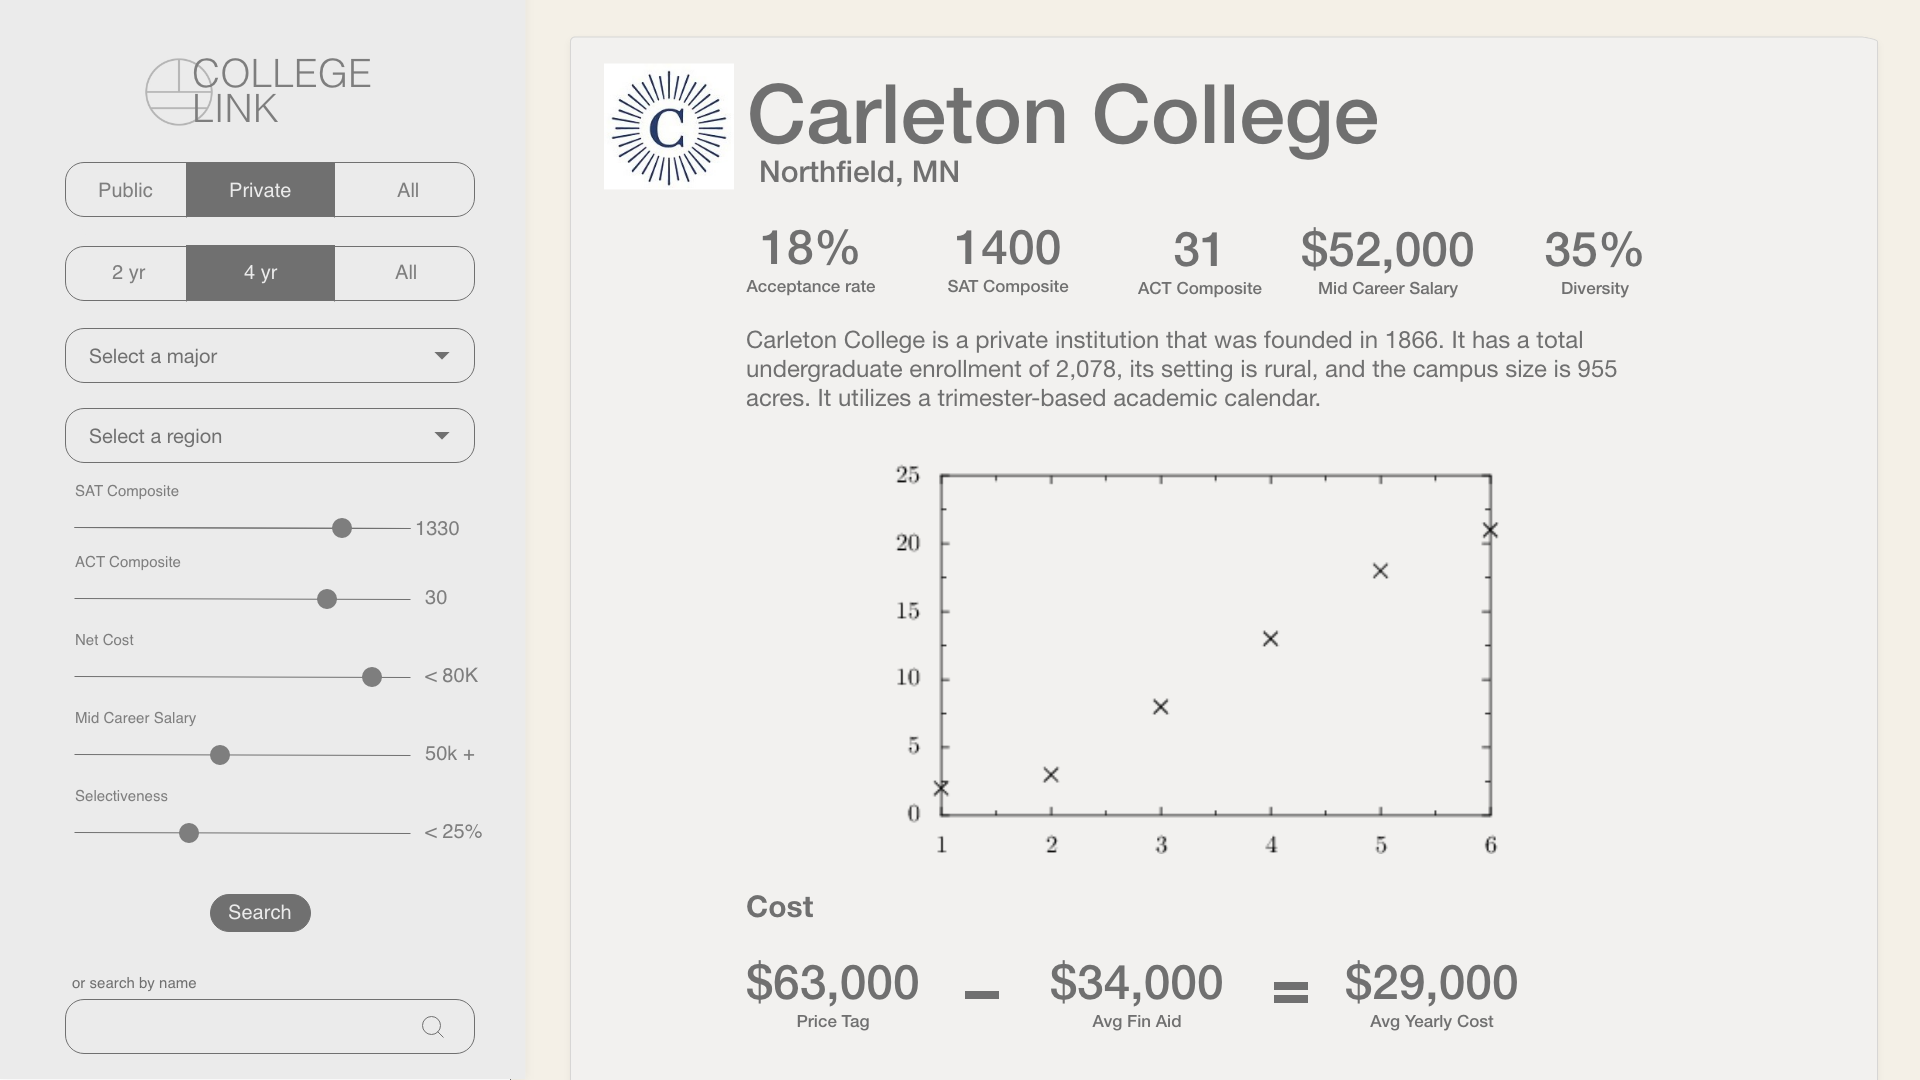 COLLEGE
LINK
Public Private All
2 yr 4 yr All
Select a major
Select a region
SAT Composite
1330
ACT Composite
30
Net Cost
< 80K
Mid Career Salary
50k +
Selectiveness
< 25%
Search
or search by name
C
Carleton College
Northfield, MN
18% 1400 31 $52,000 35%
Acceptance rate SAT Composite ACT Composite Mid Career Salary Diversity
Carleton College is a private institution that was founded in 1866. It has a total
undergraduate enrollment of 2,078, its setting is rural, and the campus size is 955
acres. It utilizes a trimester-based academic calendar.
25
20
15
10
5
0
1 2 3 4 5 6
Cost
$63,000 – $34,000 = $29,000
Price Tag Avg Fin Aid Avg Yearly Cost